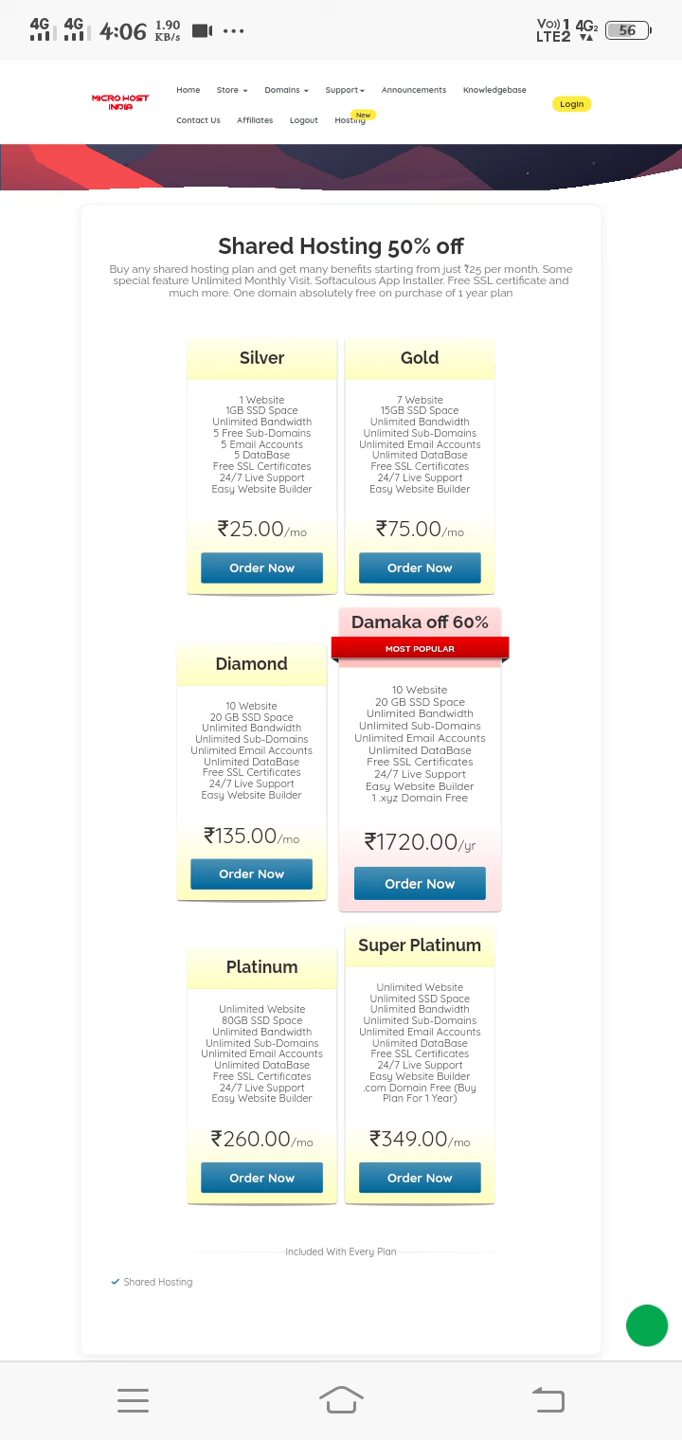 4G 4G 4:06 1.90 KB/s
Vo)) 1 LTE2 4G2 56
MICRO HOST INDIA
Home Store Domains Support Announcements Knowledgebase
New
Contact Us Affiliates Logout Hosting
Login
Shared Hosting 50% off
Buy any shared hosting plan and get many benefits starting from just ₹25 per month. Some
special feature Unlimited Monthly Visit. Softaculous App Installer. Free SSL certificate and
much more. One domain absolutely free on purchase of 1 year plan
Silver
1 Website
1GB SSD Space
Unlimited Bandwidth
5 Free Sub-Domains
5 Email Accounts
5 DataBase
Free SSL Certificates
24/7 Live Support
Easy Website Builder
₹25.00/mo
Order Now
Gold
7 Website
15GB SSD Space
Unlimited Bandwidth
Unlimited Sub-Domains
Unlimited Email Accounts
Unlimited DataBase
Free SSL Certificates
24/7 Live Support
Easy Website Builder
₹75.00/mo
Order Now
Diamond
10 Website
20 GB SSD Space
Unlimited Bandwidth
Unlimited Sub-Domains
Unlimited Email Accounts
Unlimited DataBase
Free SSL Certificates
24/7 Live Support
Easy Website Builder
₹135.00/mo
Order Now
Damaka off 60%
MOST POPULAR
10 Website
20 GB SSD Space
Unlimited Bandwidth
Unlimited Sub-Domains
Unlimited Email Accounts
Unlimited DataBase
Free SSL Certificates
24/7 Live Support
Easy Website Builder
1 .xyz Domain Free
₹1720.00/yr
Order Now
Platinum
Unlimited Website
80GB SSD Space
Unlimited Bandwidth
Unlimited Sub-Domains
Unlimited Email Accounts
Unlimited DataBase
Free SSL Certificates
24/7 Live Support
Easy Website Builder
₹260.00/mo
Order Now
Super Platinum
Unlimited Website
Unlimited SSD Space
Unlimited Bandwidth
Unlimited Sub-Domains
Unlimited Email Accounts
Unlimited DataBase
Free SSL Certificates
24/7 Live Support
Easy Website Builder
.com Domain Free (Buy
Plan For 1 Year)
₹349.00/mo
Order Now
Included With Every Plan
Shared Hosting